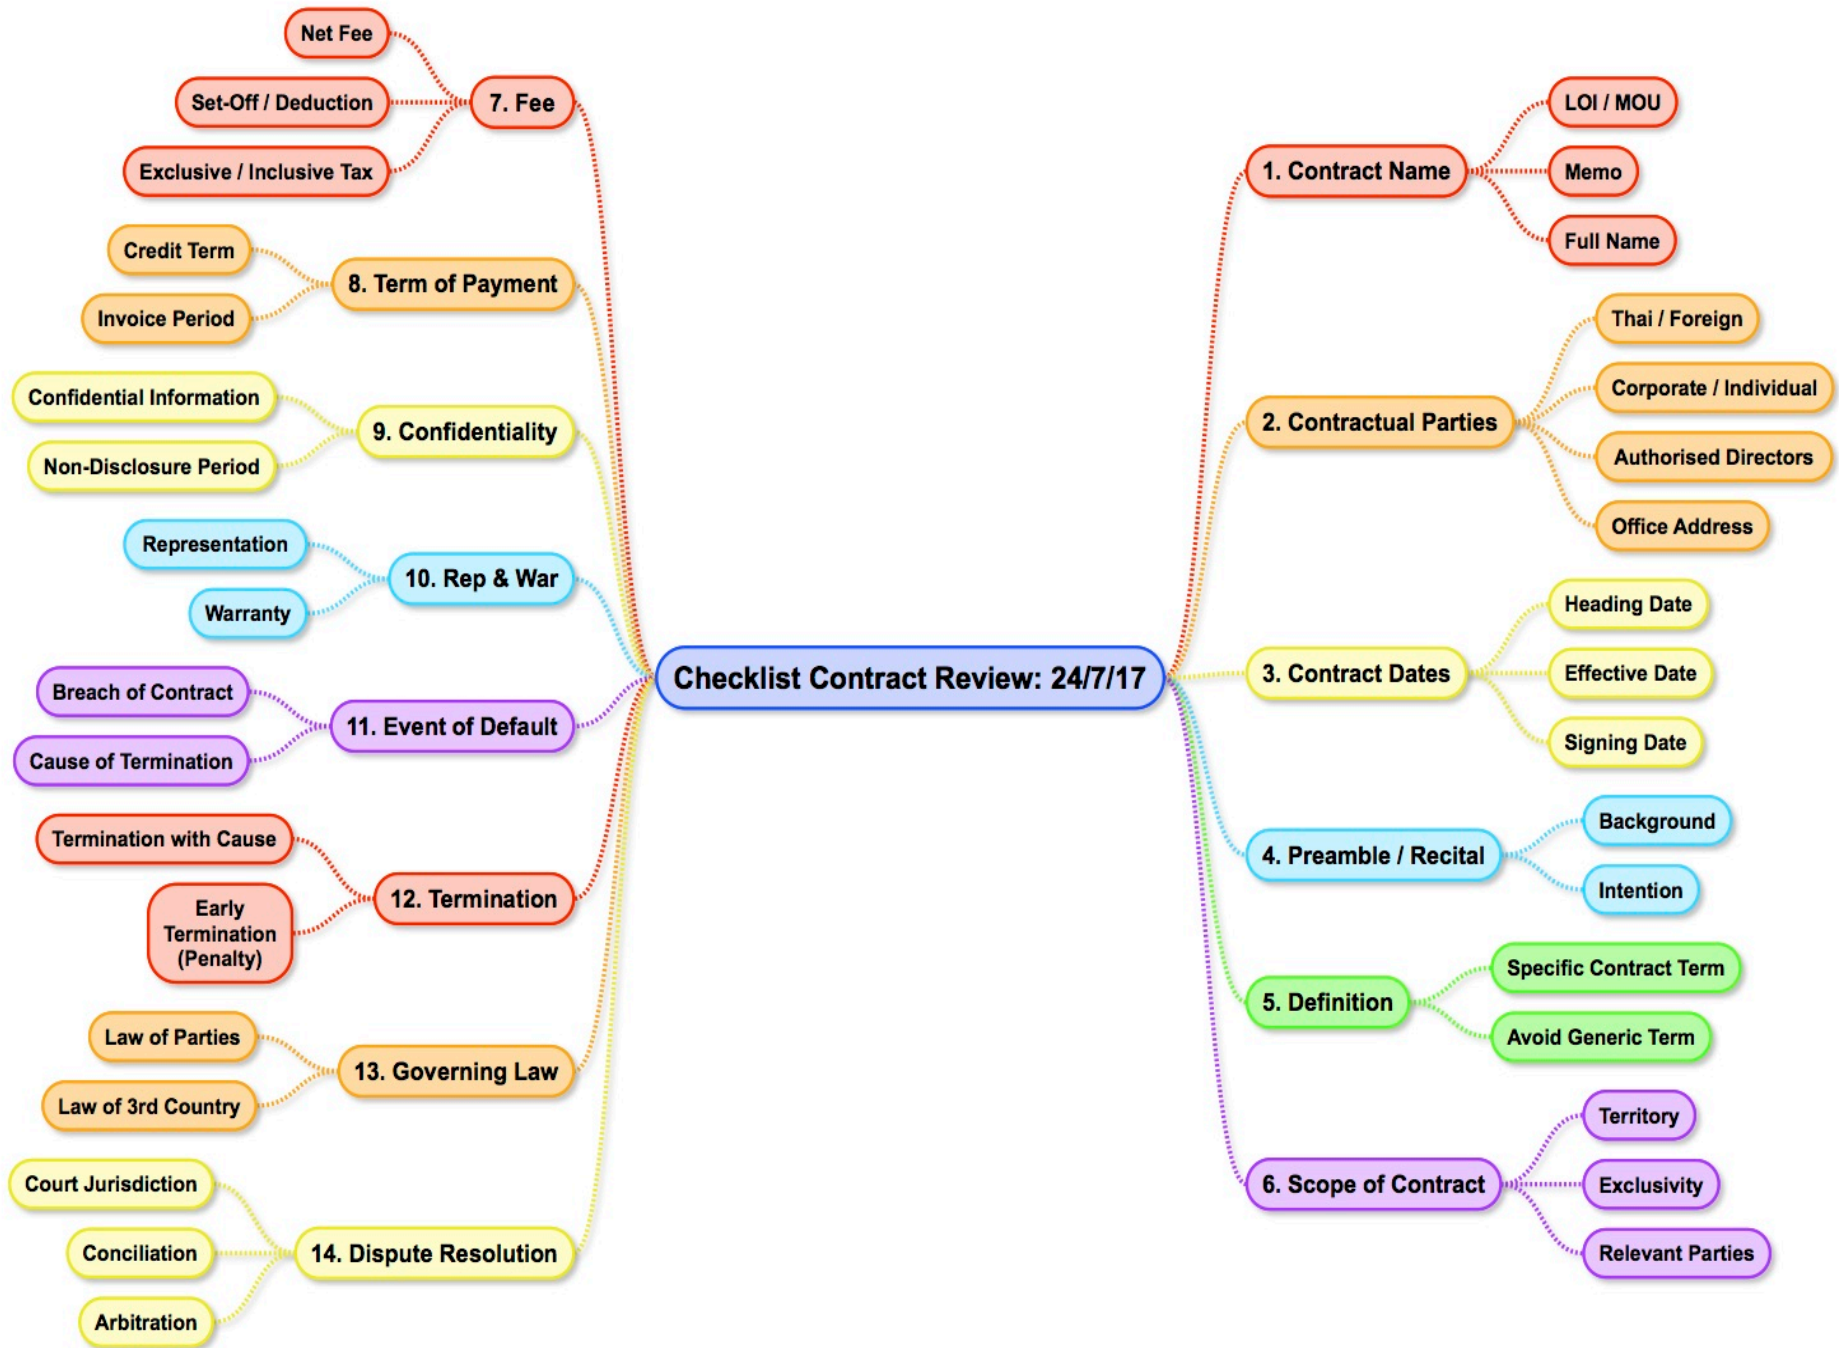 Checklist Contract Review: 24/7/17
1. Contract Name
LOI / MOU
Memo
Full Name
2. Contractual Parties
Thai / Foreign
Corporate / Individual
Authorised Directors
Office Address
3. Contract Dates
Heading Date
Effective Date
Signing Date
4. Preamble / Recital
Background
Intention
5. Definition
Specific Contract Term
Avoid Generic Term
6. Scope of Contract
Territory
Exclusivity
Relevant Parties
7. Fee
Net Fee
Set-Off / Deduction
Exclusive / Inclusive Tax
8. Term of Payment
Credit Term
Invoice Period
9. Confidentiality
Confidential Information
Non-Disclosure Period
10. Rep & War
Representation
Warranty
11. Event of Default
Breach of Contract
Cause of Termination
12. Termination
Termination with Cause
Early
Termination
(Penalty)
13. Governing Law
Law of Parties
Law of 3rd Country
14. Dispute Resolution
Court Jurisdiction
Conciliation
Arbitration